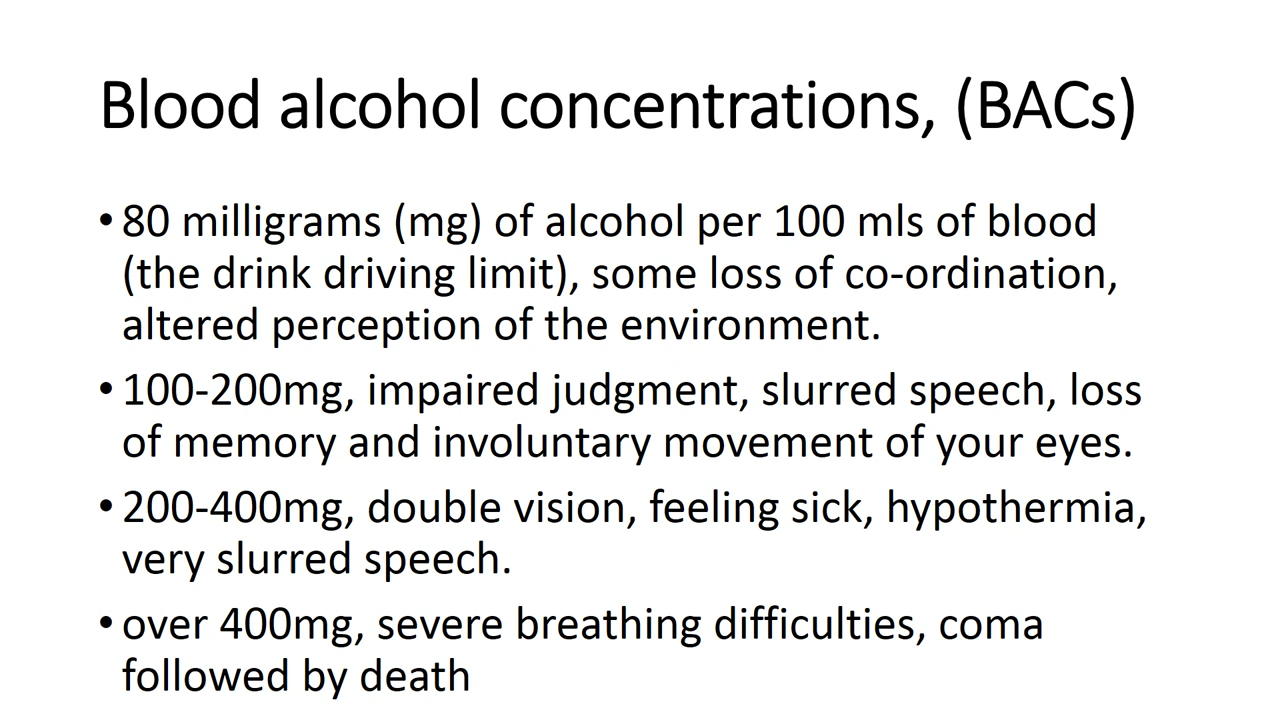 Blood alcohol concentrations, (BACs)
• 80 milligrams (mg) of alcohol per 100 mls of blood
(the drink driving limit), some loss of co-ordination,
altered perception of the environment.
• 100-200mg, impaired judgment, slurred speech, loss
of memory and involuntary movement of your eyes.
• 200-400mg, double vision, feeling sick, hypothermia,
very slurred speech.
• over 400mg, severe breathing difficulties, coma
followed by death